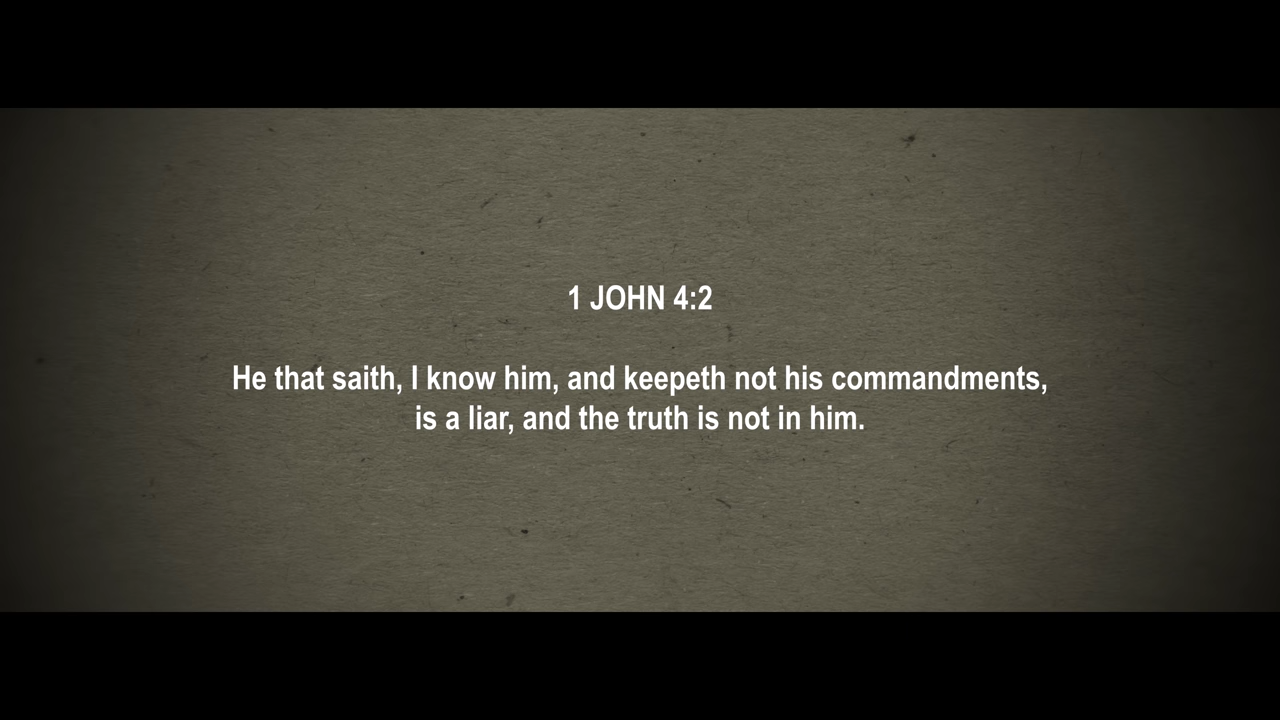 1 JOHN 4:2
He that saith, I know him, and keepeth not his commandments,
is a liar, and the truth is not in him.